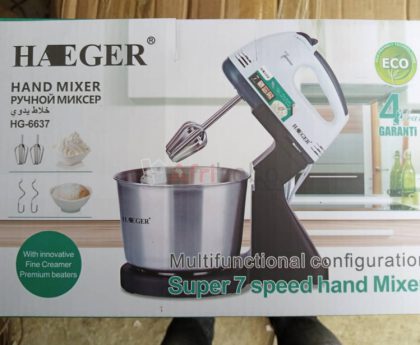 HAEGER®
HAND MIXER
РУЧНОЙ МИКСЕР
خلاط يدوي
HG-6637
ECO
4
GARANTI
HAEGER
HAEGER®
With innovative
Fine Creamer
Premium beaters
Multifunctional configuration
Super 7 speed hand Mixer